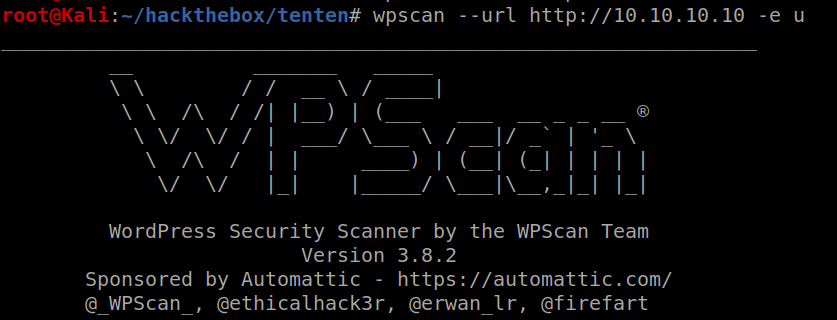 root@Kali:~/hackthebox/tenten# wpscan --url http://10.10.10.10 -e u
WPScan ®
WordPress Security Scanner by the WPScan Team
Version 3.8.2
Sponsored by Automattic - https://automattic.com/
@_WPScan_, @ethicalhack3r, @erwan_lr, @firefart